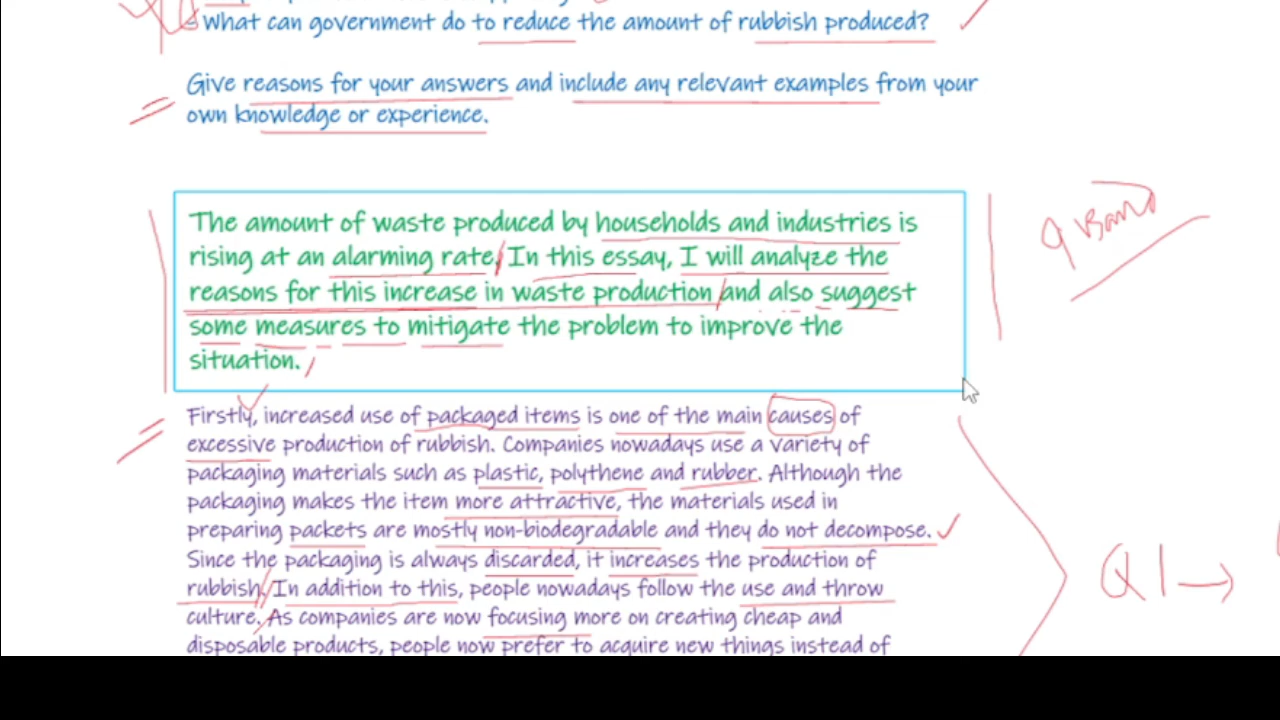 - What can government do to reduce the amount of rubbish produced?
Give reasons for your answers and include any relevant examples from your
own knowledge or experience.
The amount of waste produced by households and industries is
rising at an alarming rate. In this essay, I will analyze the
reasons for this increase in waste production and also suggest
some measures to mitigate the problem to improve the
situation.
9 Band
Firstly, increased use of packaged items is one of the main causes of
excessive production of rubbish. Companies nowadays use a variety of
packaging materials such as plastic, polythene and rubber. Although the
packaging makes the item more attractive, the materials used in
preparing packets are mostly non-biodegradable and they do not decompose.
Since the packaging is always discarded, it increases the production of
rubbish. In addition to this, people nowadays follow the use and throw
culture. As companies are now focusing more on creating cheap and
disposable products, people now prefer to acquire new things instead of
Q1 →